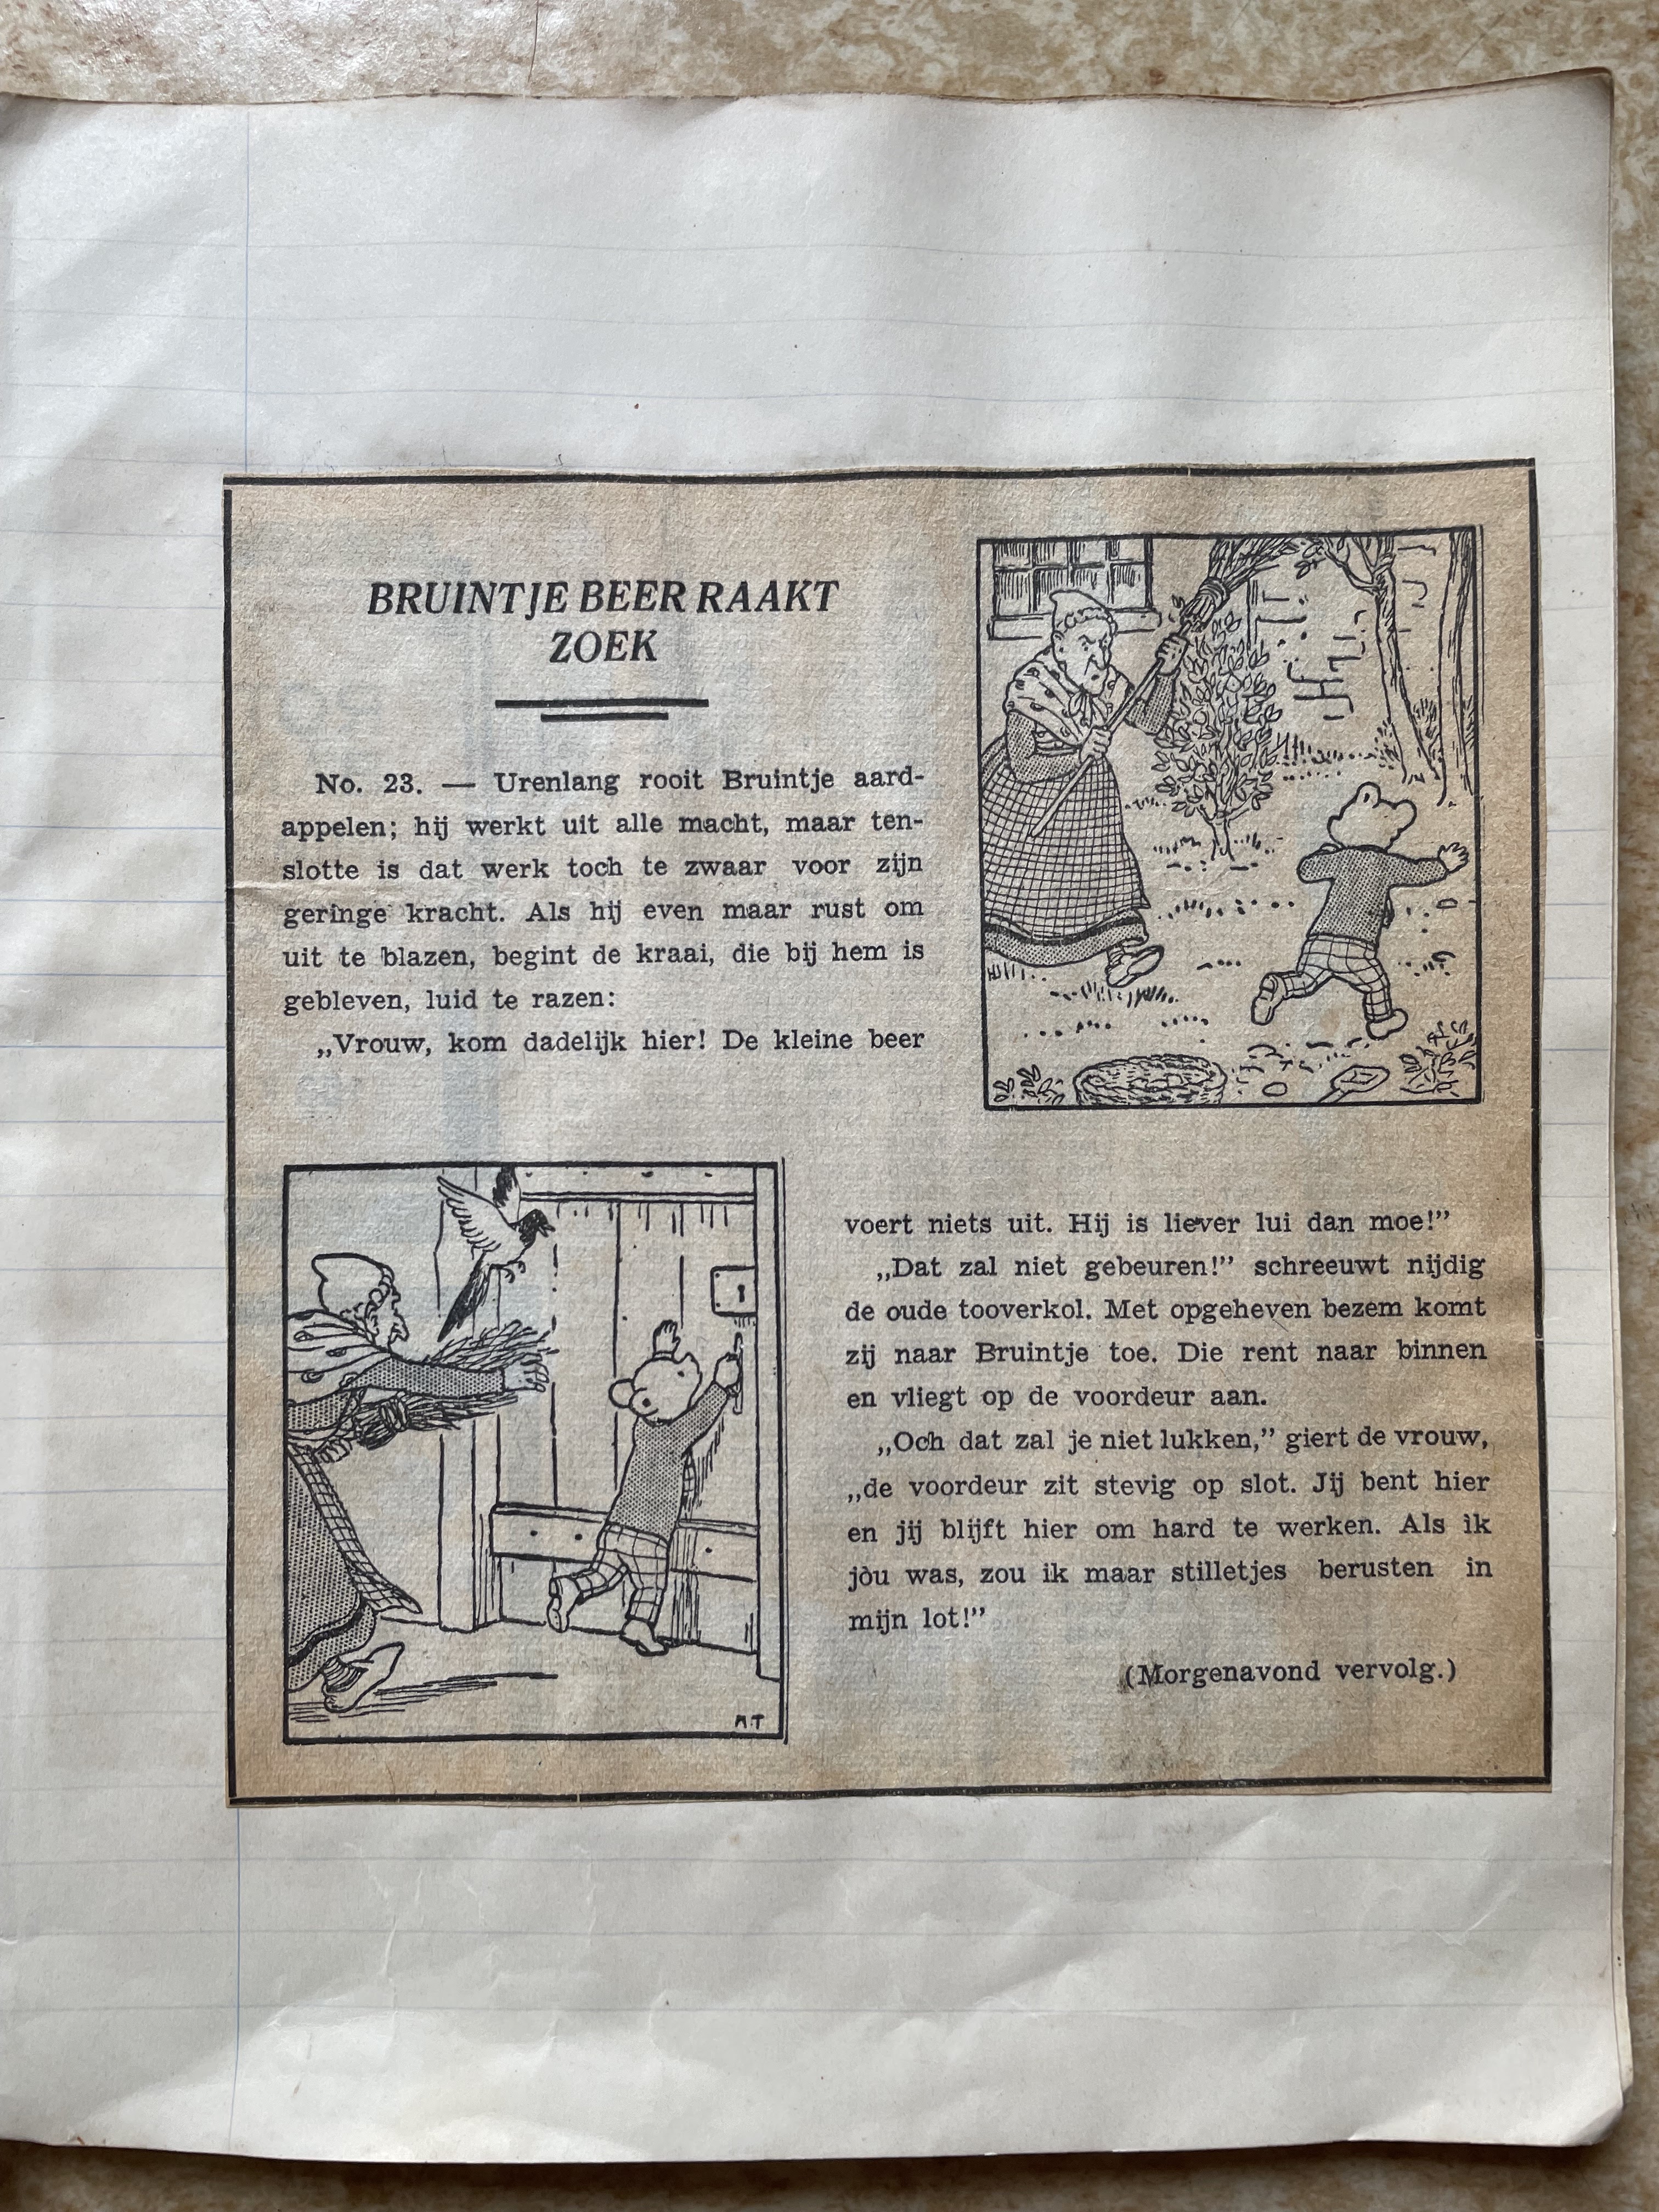 BRUINTJE BEER RAAKT
ZOEK
No. 23. — Urenlang rooit Bruintje aard-
appelen; hij werkt uit alle macht, maar ten-
slotte is dat werk toch te zwaar voor zijn
geringe kracht. Als hij even maar rust om
uit te blazen, begint de kraai, die bij hem is
gebleven, luid te razen:
„Vrouw, kom dadelijk hier! De kleine beer
voert niets uit. Hij is liever lui dan moe!”
„Dat zal niet gebeuren!” schreeuwt nijdig
de oude tooverkol. Met opgeheven bezem komt
zij naar Bruintje toe. Die rent naar binnen
en vliegt op de voordeur aan.
„Och dat zal je niet lukken,” giert de vrouw,
„de voordeur zit stevig op slot. Jij bent hier
en jij blijft hier om hard te werken. Als ìk
jòu was, zou ik maar stilletjes berusten in
mijn lot!”
(Morgenavond vervolg.)
M.T